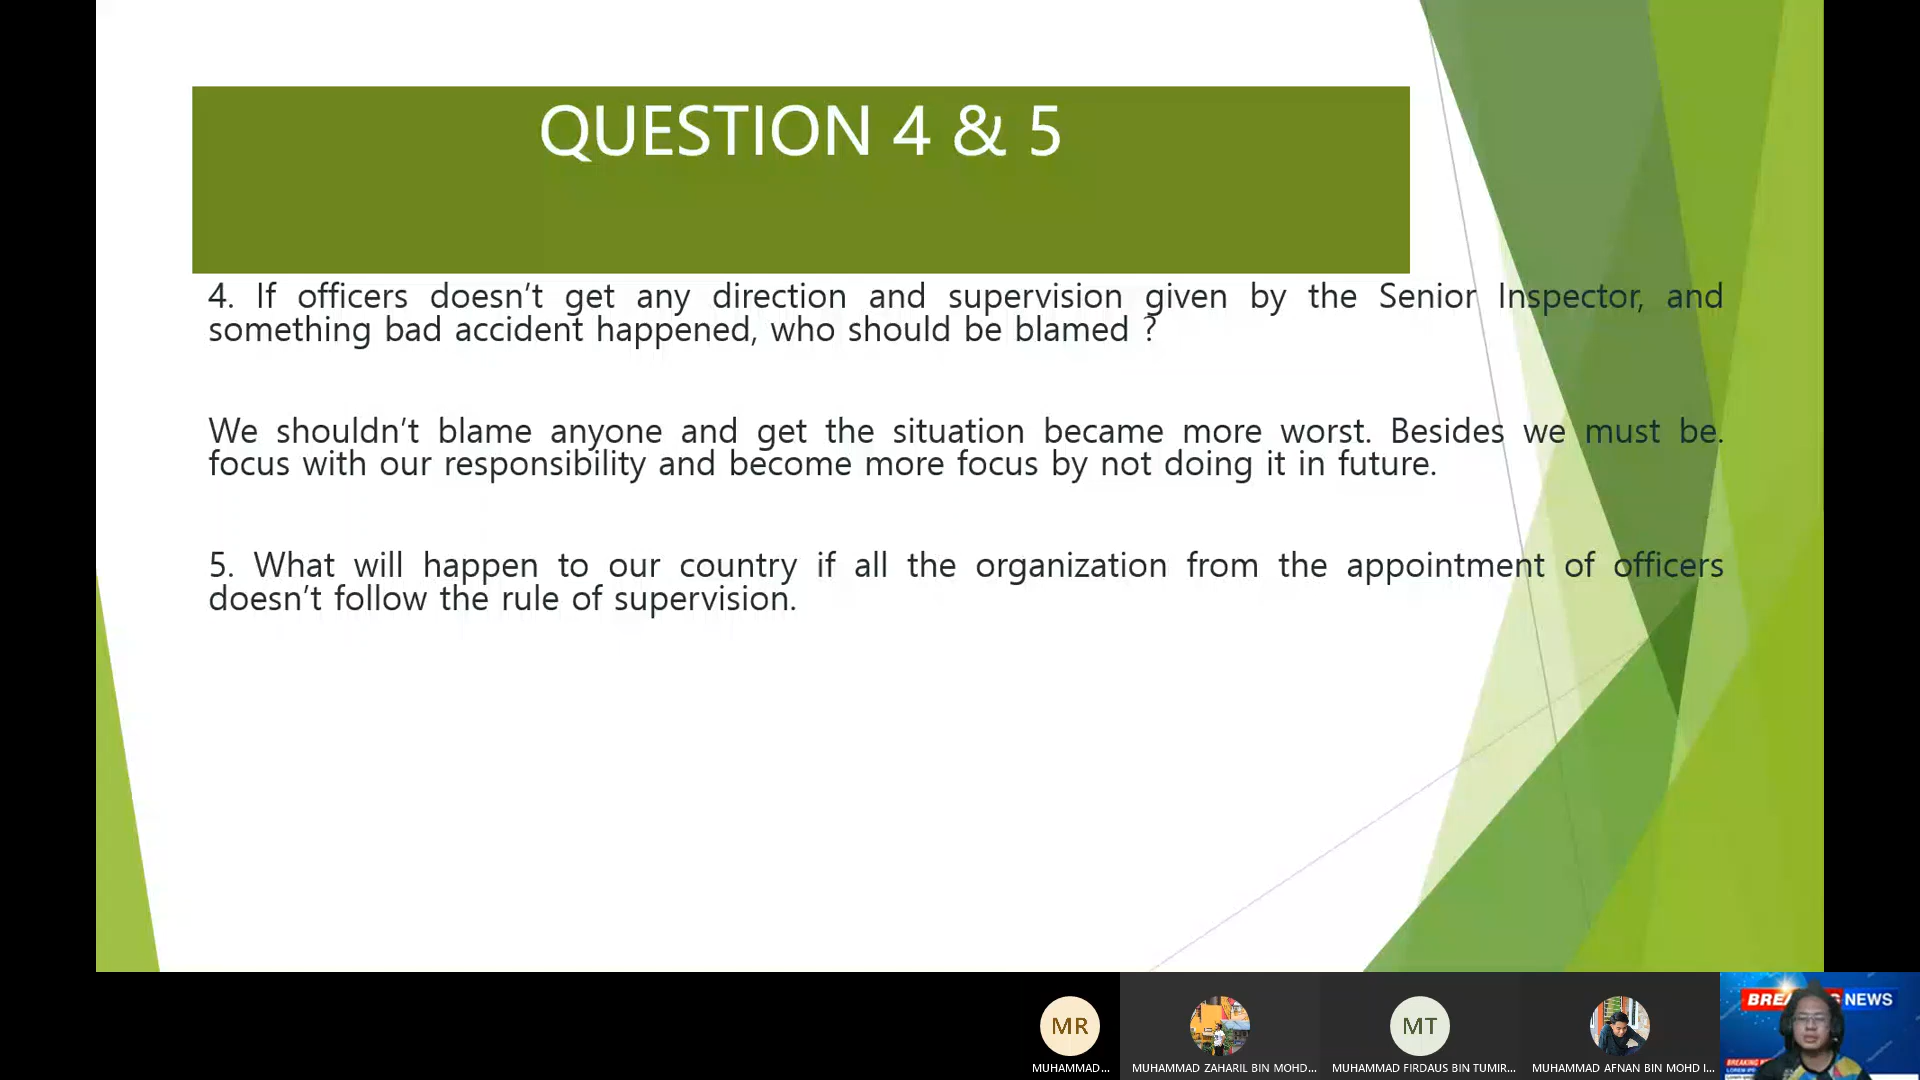 QUESTION 4 & 5
4. If officers doesn’t get any direction and supervision given by the Senior Inspector, and
something bad accident happened, who should be blamed ?
We shouldn’t blame anyone and get the situation became more worst. Besides we must be.
focus with our responsibility and become more focus by not doing it in future.
5. What will happen to our country if all the organization from the appointment of officers
doesn’t follow the rule of supervision.
MR
MT
BREA
NEWS
MUHAMMAD...
MUHAMMAD ZAHARIL BIN MOHD...
MUHAMMAD FIRDAUS BIN TUMIR...
MUHAMMAD AFNAN BIN MOHD I...